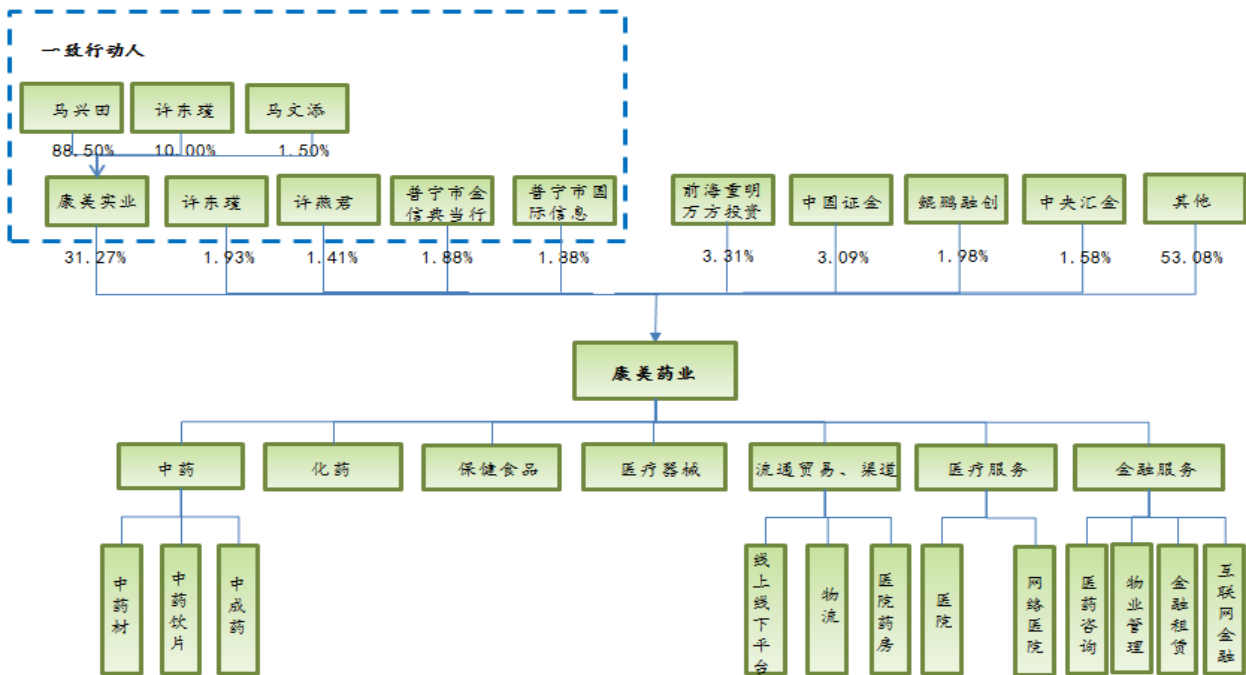 一致行动人
马兴田
许东瑾
马文添
88.50%
10.00%
1.50%
康美实业
许东瑾
许燕君
普宁市金
信典当行
普宁市国
际信息
前海重明
万方投资
中国证金
鲲鹏融创
中央汇金
其他
31.27%
1.93%
1.41%
1.88%
1.88%
3.31%
3.09%
1.98%
1.58%
53.08%
康美药业
中药
化药
保健食品
医疗器械
流通贸易、渠道
医疗服务
金融服务
中药材
中药饮片
中成药
线上线下平台
物流
医院药房
医院
网络医院
医药咨询
物业管理
金融租赁
互联网金融